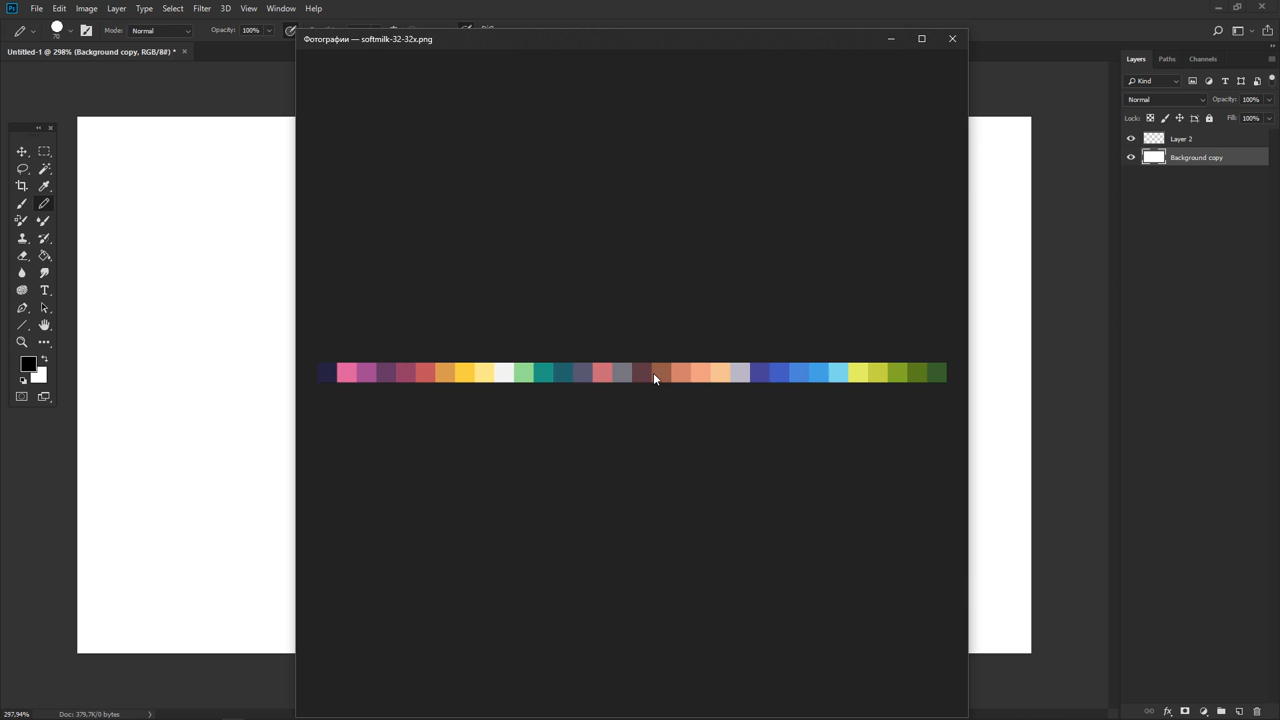 Ps File Edit Image Layer Type Select Filter 3D View Window Help
70 Mode: Normal Opacity: 100%
Untitled-1 @ 298% (Background copy, RGB/8#) *
Фотографии — softmilk-32-32x.png
Layers Paths Channels
Kind
Normal Opacity: 100%
Lock: Fill: 100%
Layer 2
Background copy
297,94% Doc: 379,7K/0 bytes